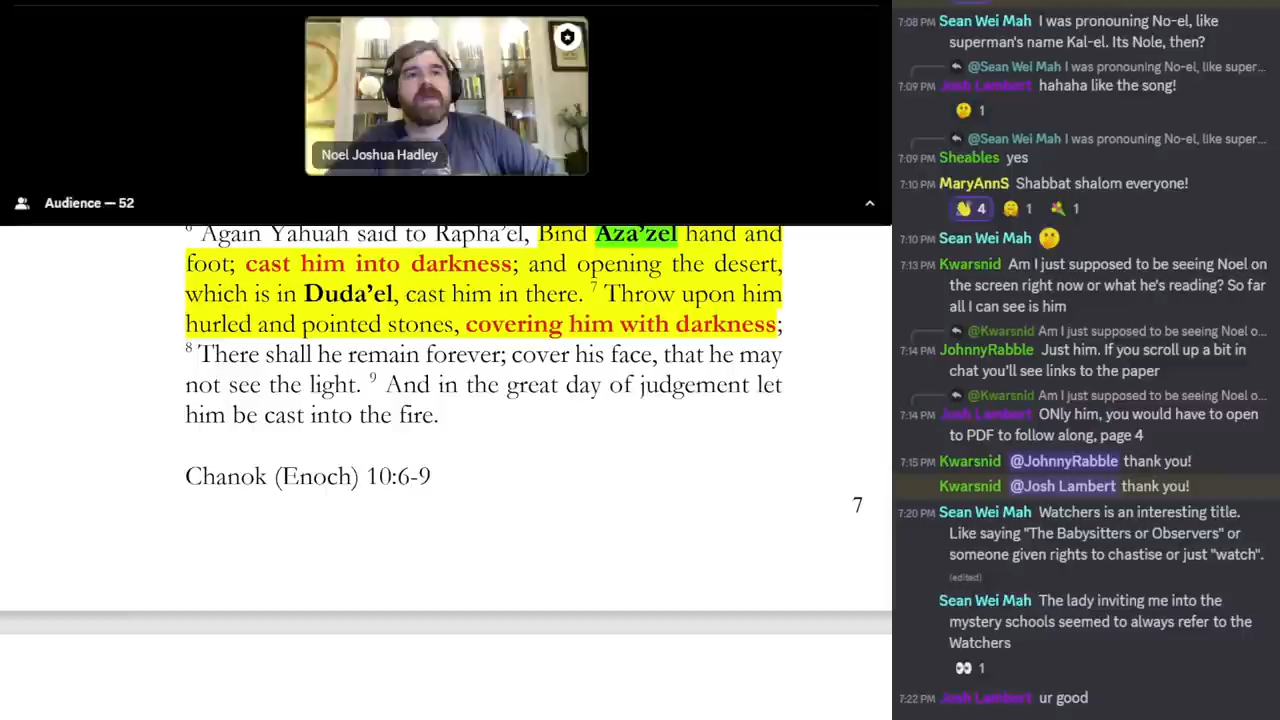 Noel Joshua Hadley
Audience — 52
6 Again Yahuah said to Rapha’el, Bind Aza’zel hand and
foot; cast him into darkness; and opening the desert,
which is in Duda’el, cast him in there. 7 Throw upon him
hurled and pointed stones, covering him with darkness;
8 There shall he remain forever; cover his face, that he may
not see the light. 9 And in the great day of judgement let
him be cast into the fire.
Chanok (Enoch) 10:6-9
7
7:08 PM Sean Wei Mah I was pronouning No-el, like
superman's name Kal-el. Its Nole, then?
@Sean Wei Mah I was pronouning No-el, like super...
7:09 PM Josh Lambert hahaha like the song!
1
@Sean Wei Mah I was pronouning No-el, like super...
7:09 PM Sheables yes
7:10 PM MaryAnnS Shabbat shalom everyone!
4 1 1
7:10 PM Sean Wei Mah
7:13 PM Kwarsnid Am I just supposed to be seeing Noel on
the screen right now or what he's reading? So far
all I can see is him
@Kwarsnid Am I just supposed to be seeing Noel o...
7:14 PM JohnnyRabble Just him. If you scroll up a bit in
chat you'll see links to the paper
@Kwarsnid Am I just supposed to be seeing Noel o...
7:14 PM Josh Lambert ONly him, you would have to open
to PDF to follow along, page 4
7:15 PM Kwarsnid @JohnnyRabble thank you!
Kwarsnid @Josh Lambert thank you!
7:20 PM Sean Wei Mah Watchers is an interesting title.
Like saying "The Babysitters or Observers" or
someone given rights to chastise or just "watch".
(edited)
Sean Wei Mah The lady inviting me into the
mystery schools seemed to always refer to the
Watchers
1
7:22 PM Josh Lambert ur good